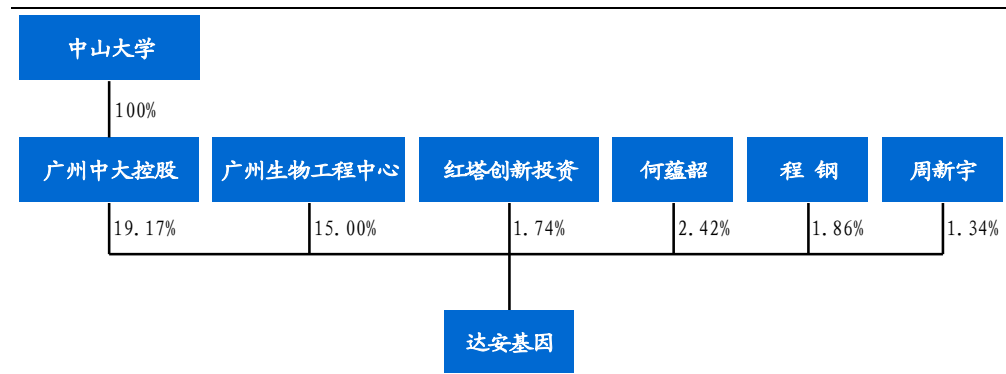 中山大学
100%
广州中大控股
广州生物工程中心
红塔创新投资
何蕴韶
程 钢
周新宇
19.17%
15.00%
1.74%
2.42%
1.86%
1.34%
达安基因